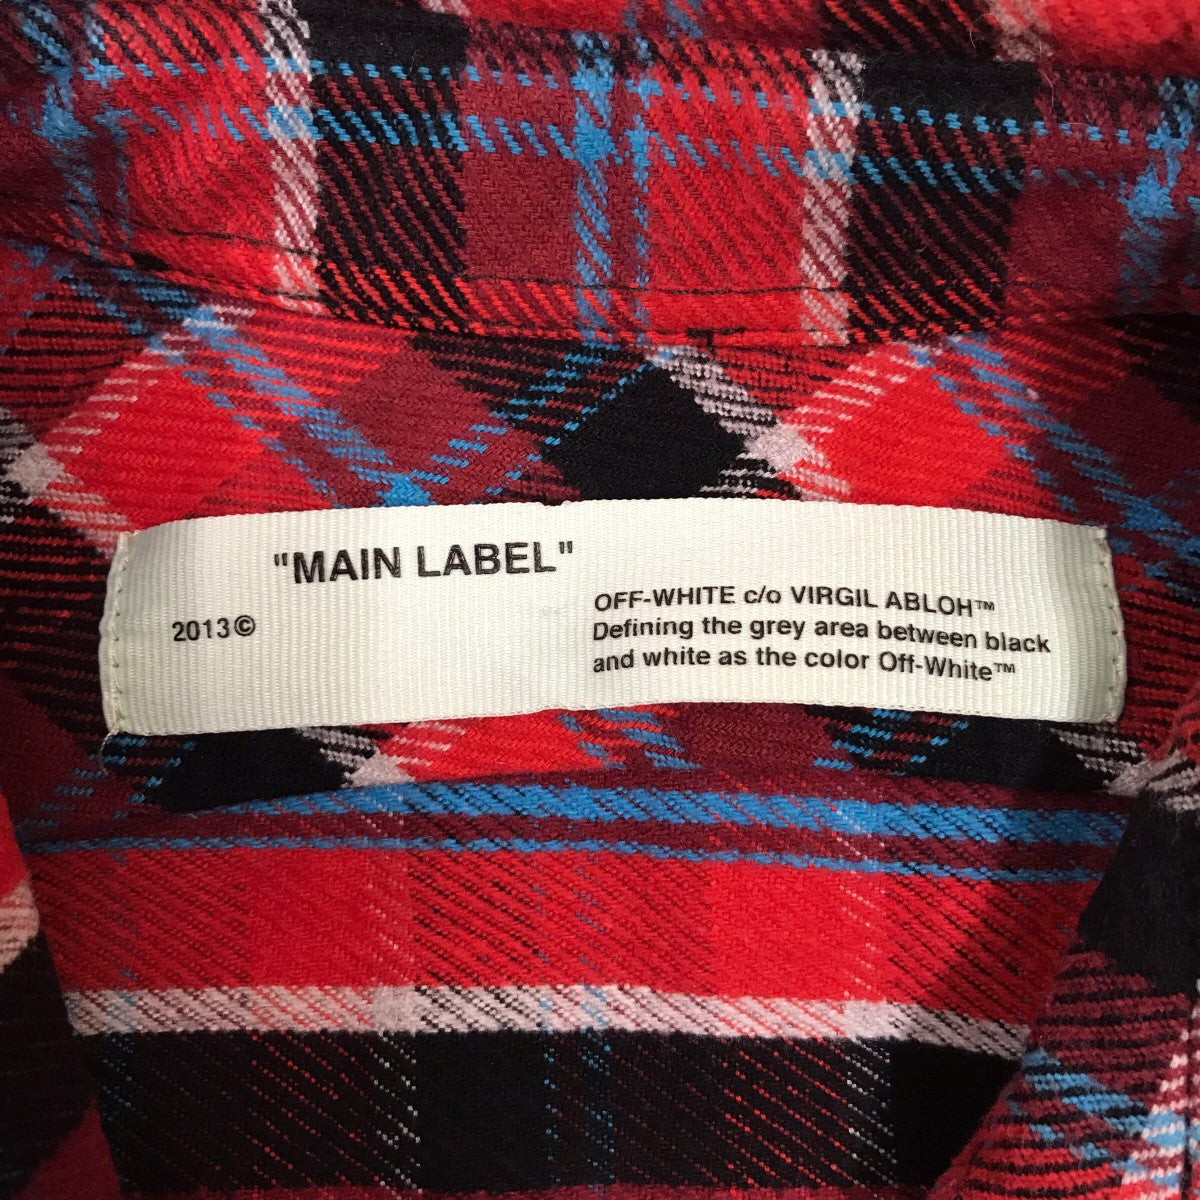 "MAIN LABEL"
2013©
OFF-WHITE c/o VIRGIL ABLOH™
Defining the grey area between black
and white as the color Off-White™